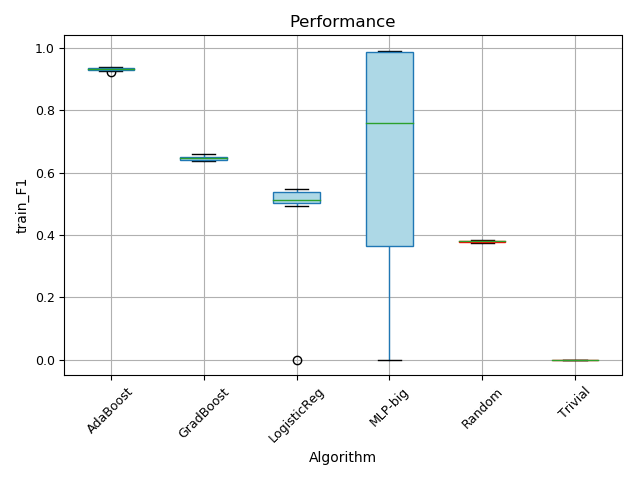 Performance
train_F1
1.0
0.8
0.6
0.4
0.2
0.0
AdaBoost
GradBoost
LogisticReg
MLP-big
Random
Trivial
Algorithm